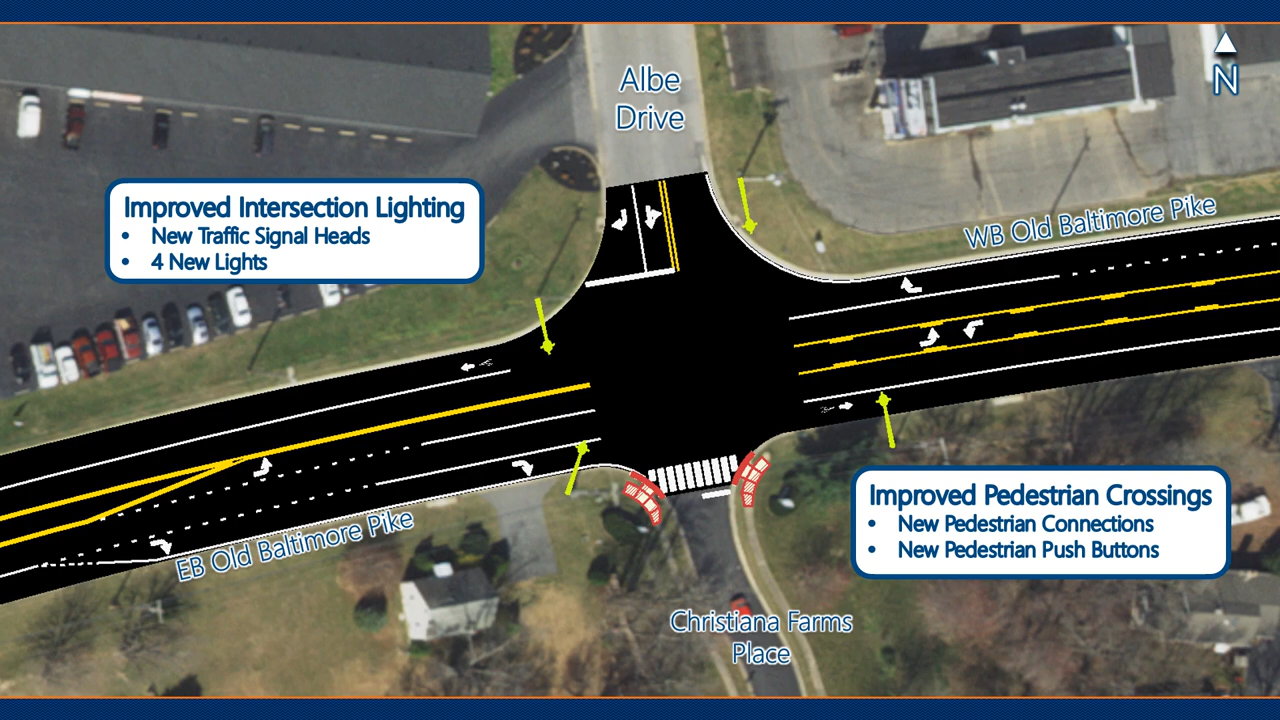 Albe
Drive
N
Improved Intersection Lighting
• New Traffic Signal Heads
• 4 New Lights
WB Old Baltimore Pike
EB Old Baltimore Pike
Improved Pedestrian Crossings
• New Pedestrian Connections
• New Pedestrian Push Buttons
Christiana Farms
Place